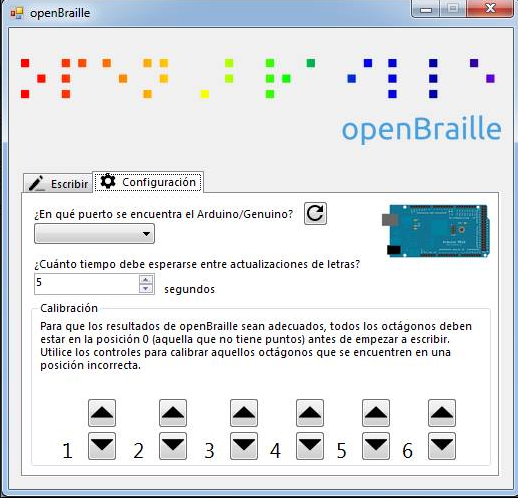 openBraille
openBraille
Escribir
Configuración
¿En qué puerto se encuentra el Arduino/Genuino?
¿Cuánto tiempo debe esperarse entre actualizaciones de letras?
5 segundos
Calibración
Para que los resultados de openBraille sean adecuados, todos los octágonos deben
estar en la posición 0 (aquella que no tiene puntos) antes de empezar a escribir.
Utilice los controles para calibrar aquellos octágonos que se encuentren en una
posición incorrecta.
1 2 3 4 5 6